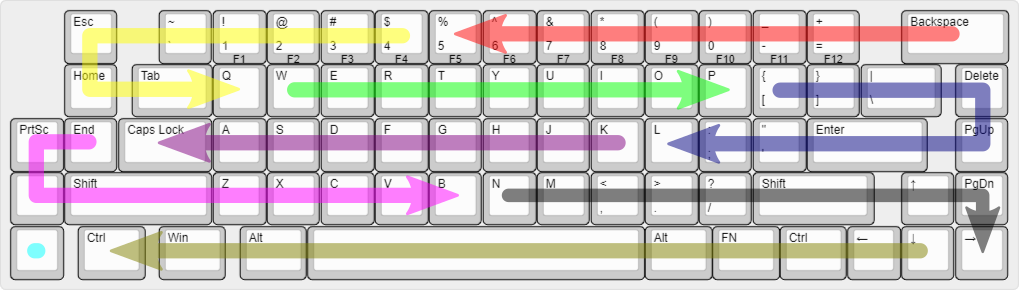 Esc ~ ! @ # $ % ^ & * ( ) _ + Backspace
` 1 2 3 4 5 6 7 8 9 0 - =
F1 F2 F3 F4 F5 F6 F7 F8 F9 F10 F11 F12
Home Tab Q W E R T Y U I O P { } | Delete
[ ] \
PrtSc End Caps Lock A S D F G H J K L : " Enter PgUp
; '
Shift Z X C V B N M < > ? Shift ↑ PgDn
, . /
Ctrl Win Alt Alt FN Ctrl ← ↓ →